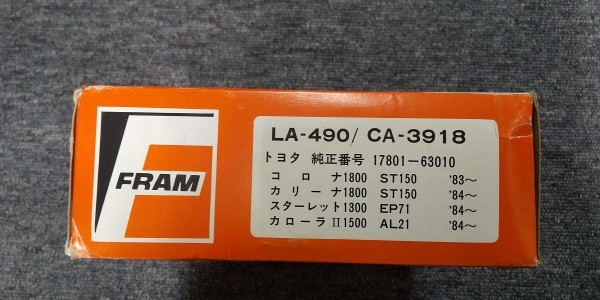 FRAM
LA-490/ CA-3918
トヨタ 純正番号 17801-63010
コロナ1800 ST150 '83~
カリーナ1800 ST150 '84~
スターレット1300 EP71 '84~
カローラII1500 AL21 '84~